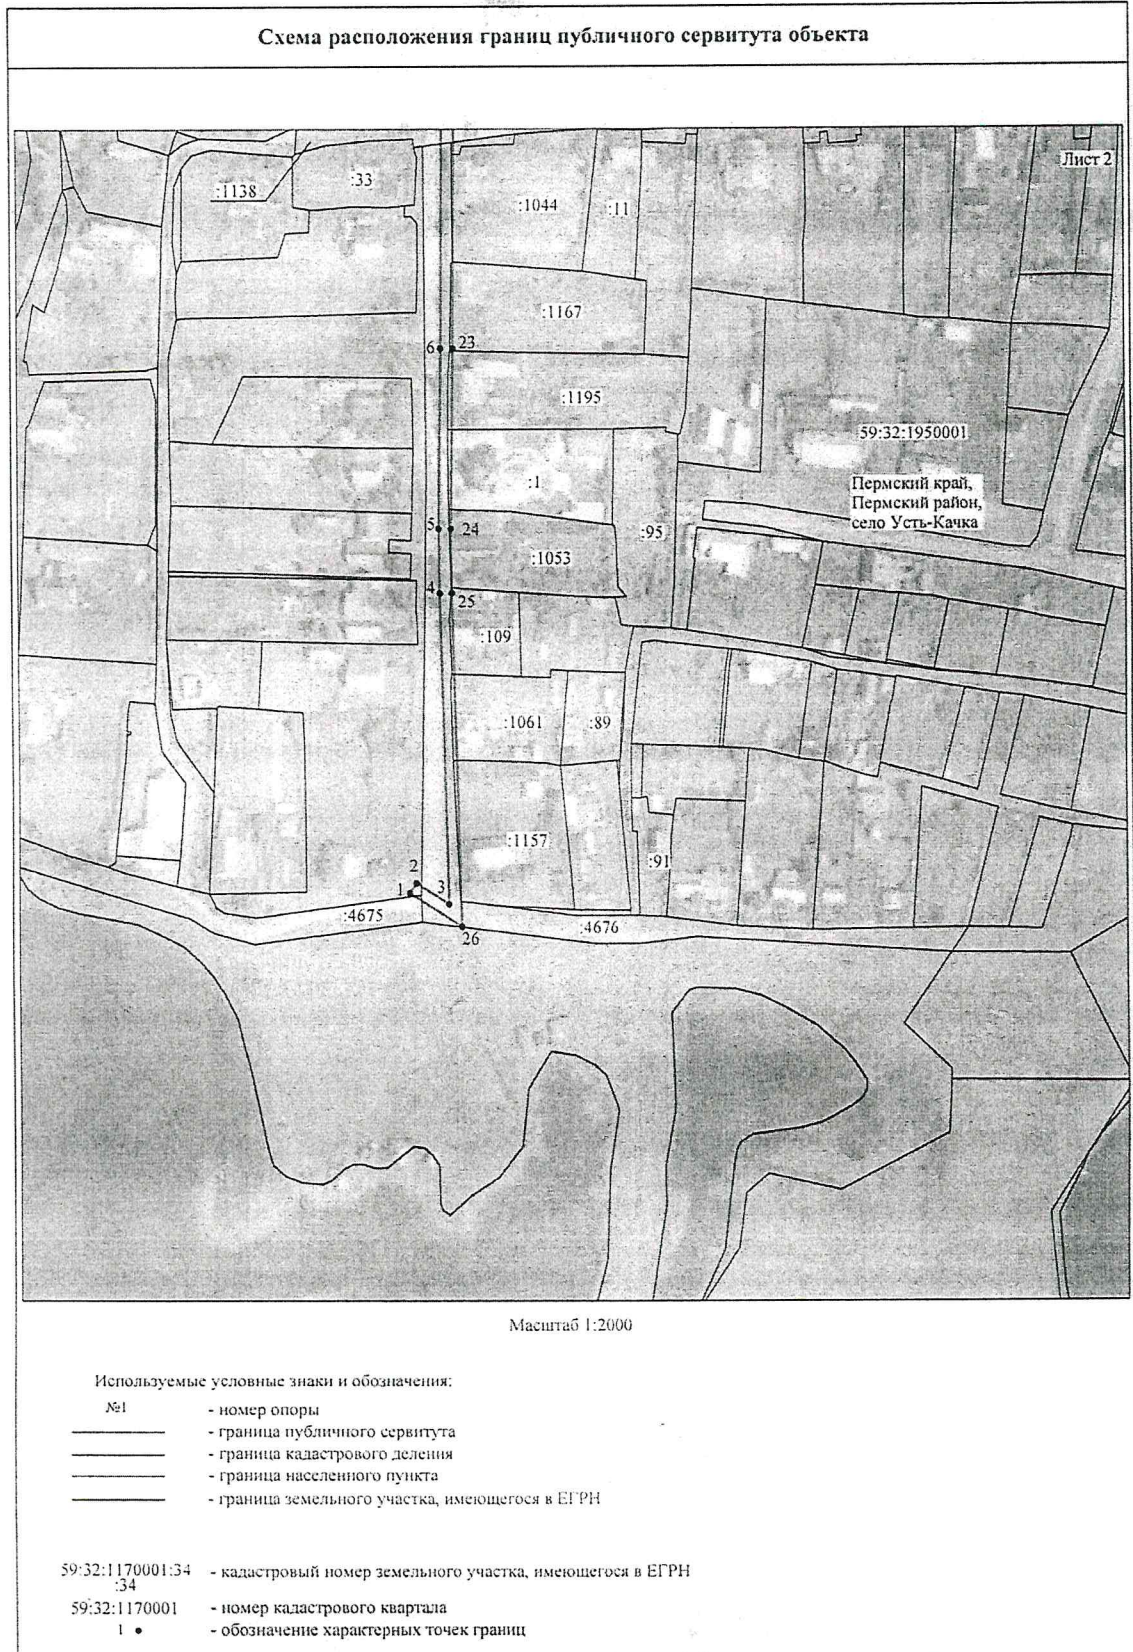 Схема расположения границ публичного сервитута объекта
Лист 2
:1138
:33
:1044
:11
:1167
6
23
:1195
59:32:1950001
:1
Пермский край,
Пермский район,
село Усть-Качка
5
24
:95
:1053
4
25
:109
:1061
:89
:1157
:91
2
1
3
:4675
26
:4676
Масштаб 1:2000
Используемые условные знаки и обозначения:
№1 - номер опоры
- граница публичного сервитута
- граница кадастрового деления
- граница населенного пункта
- граница земельного участка, имеющегося в ЕГРН
59:32:1170001:34 - кадастровый номер земельного участка, имеющегося в ЕГРН
:34
59:32:1170001 - номер кадастрового квартала
1 • - обозначение характерных точек границ